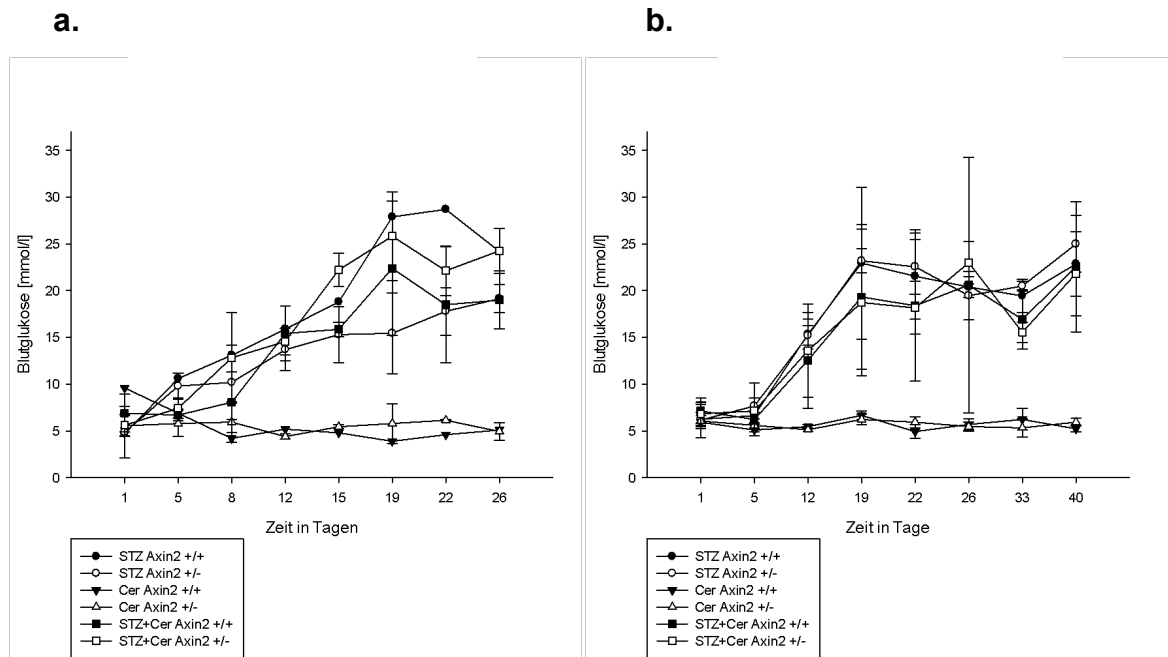 a.
35
30
25
20
15
10
5
0
Blutglukose [mmol/l]
1 5 8 12 15 19 22 26
Zeit in Tagen
STZ Axin2 +/+
STZ Axin2 +/-
Cer Axin2 +/+
Cer Axin2 +/-
STZ+Cer Axin2 +/+
STZ+Cer Axin2 +/-
b.
35
30
25
20
15
10
5
0
Blutglukose [mmol/l]
1 5 12 19 22 26 33 40
Zeit in Tage
STZ Axin2 +/+
STZ Axin2 +/-
Cer Axin2 +/+
Cer Axin2 +/-
STZ+Cer Axin2 +/+
STZ+Cer Axin2 +/-